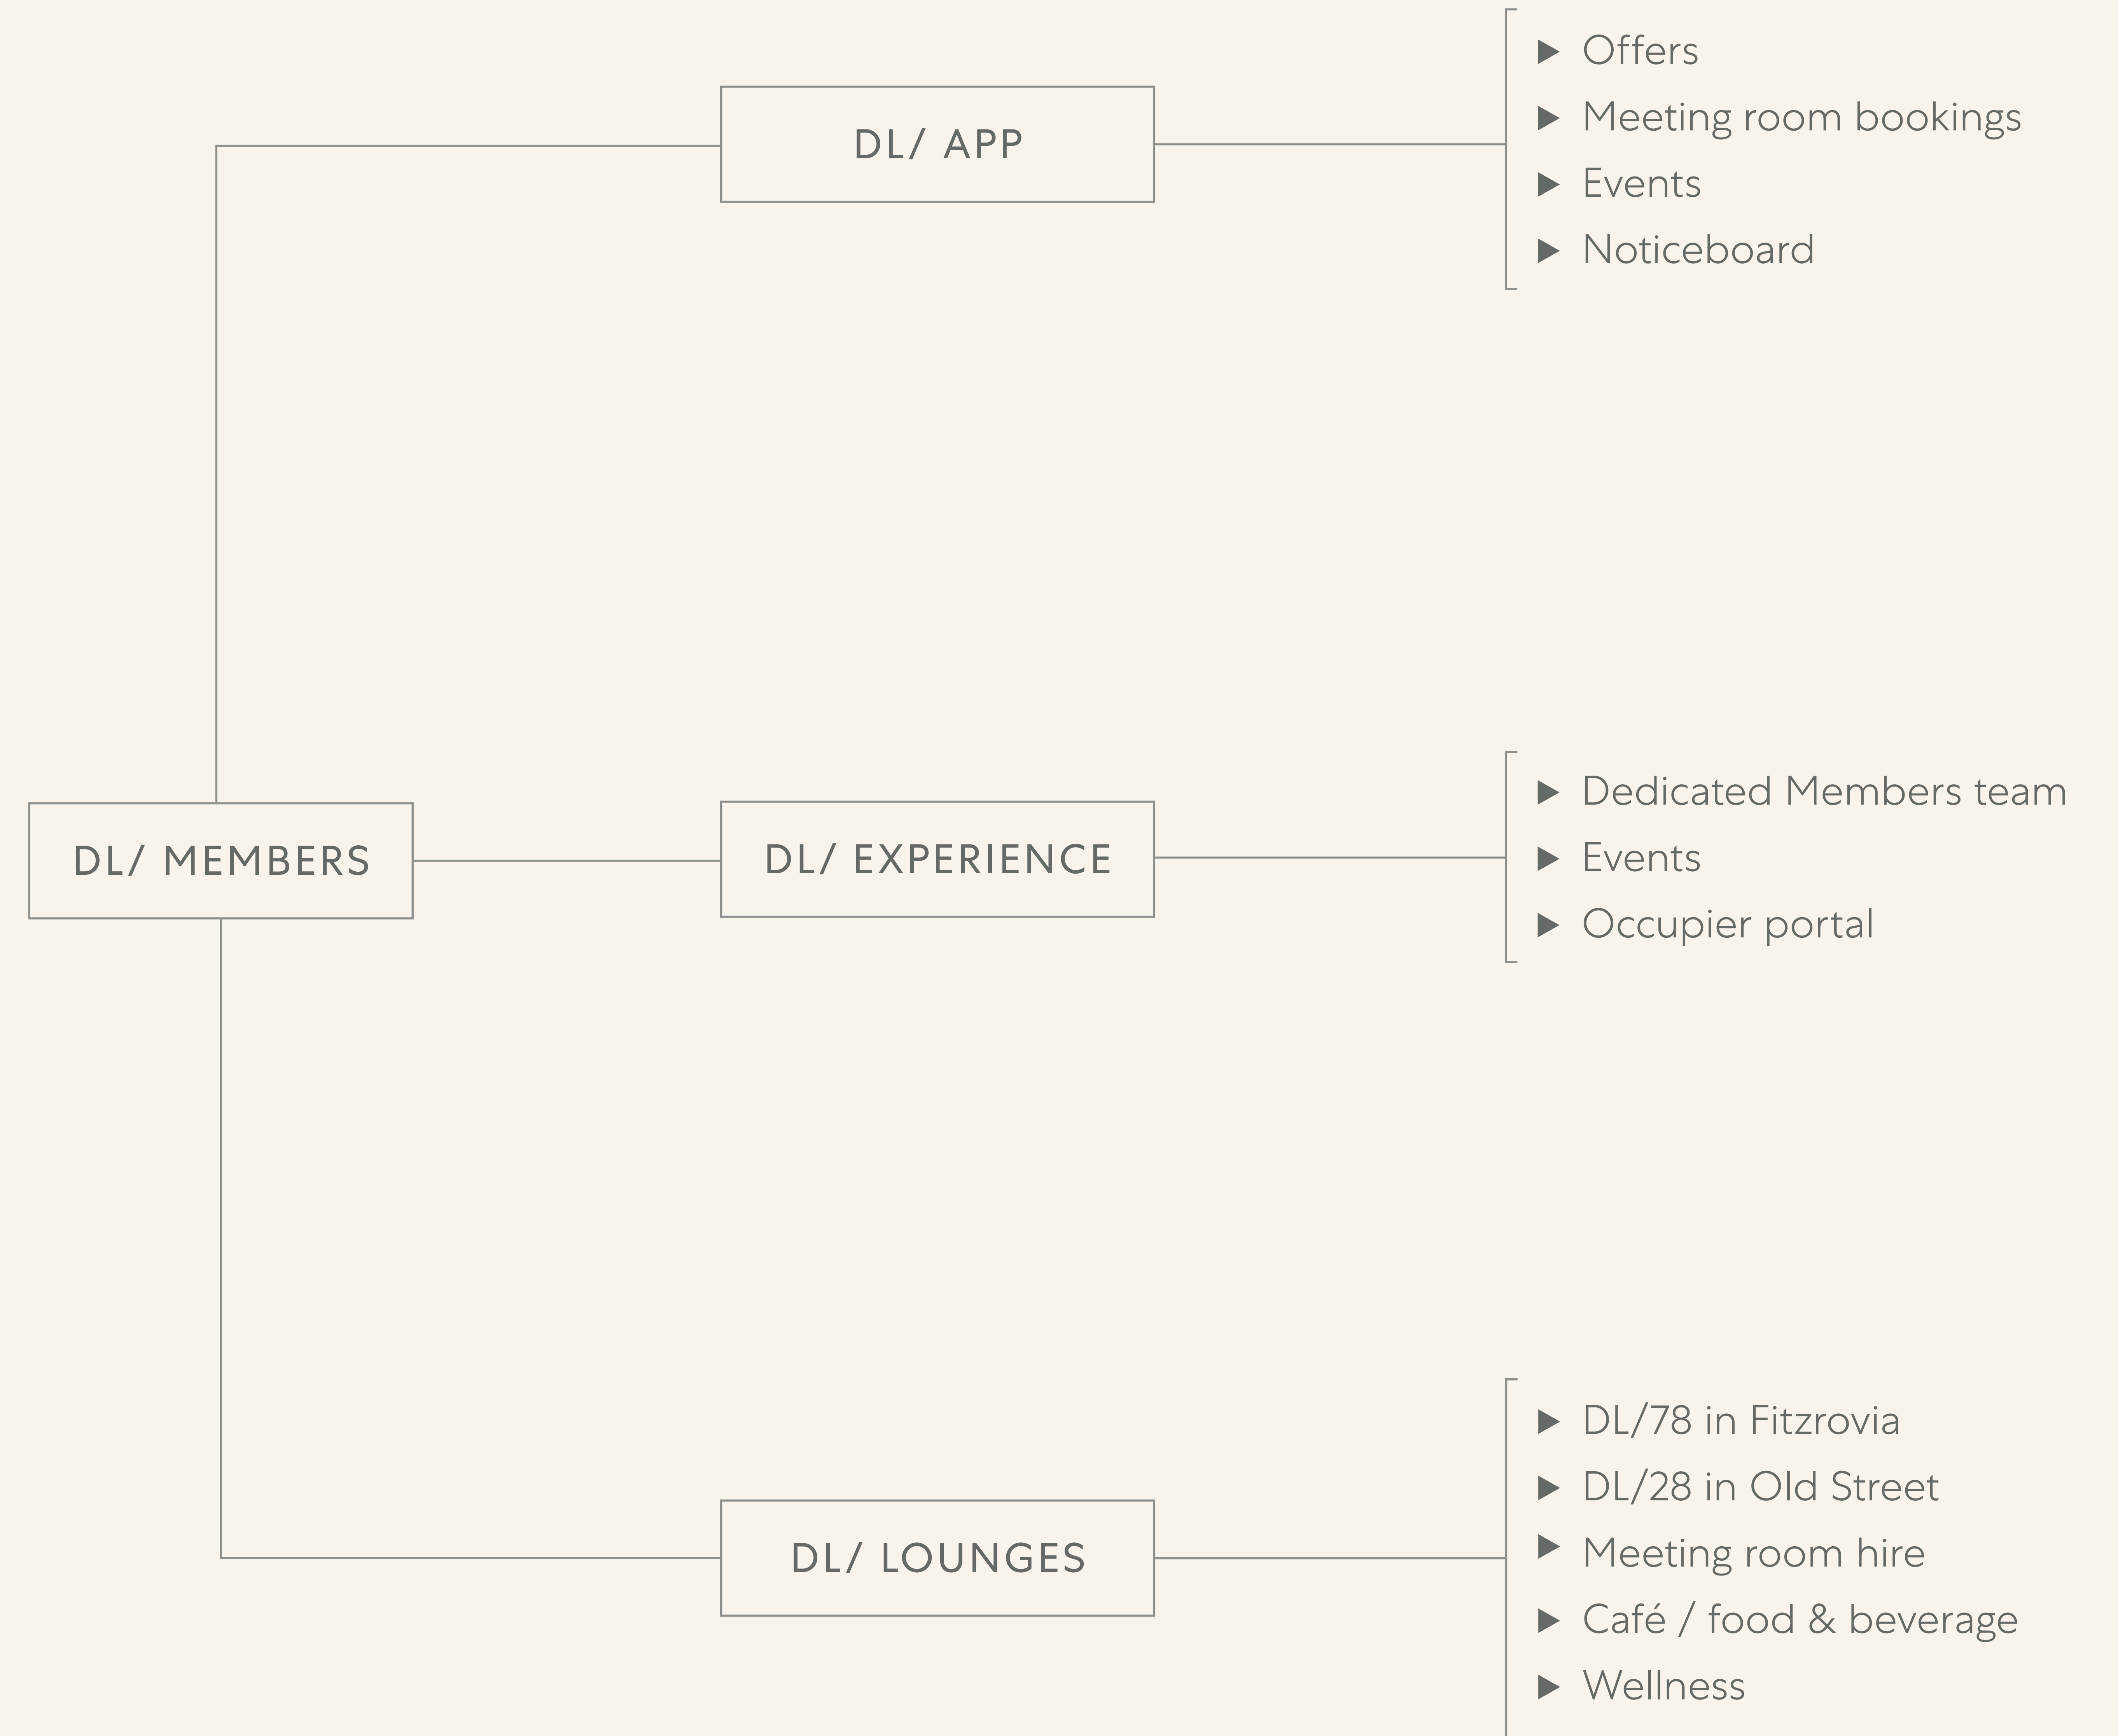 Offers
Meeting room bookings
DL/ APP
Events
Noticeboard
Dedicated Members team
DL/ MEMBERS
DL/ EXPERIENCE
Events
Occupier portal
DL/78 in Fitzrovia
DL/28 in Old Street
DL/ LOUNGES
Meeting room hire
Café / food & beverage
Wellness